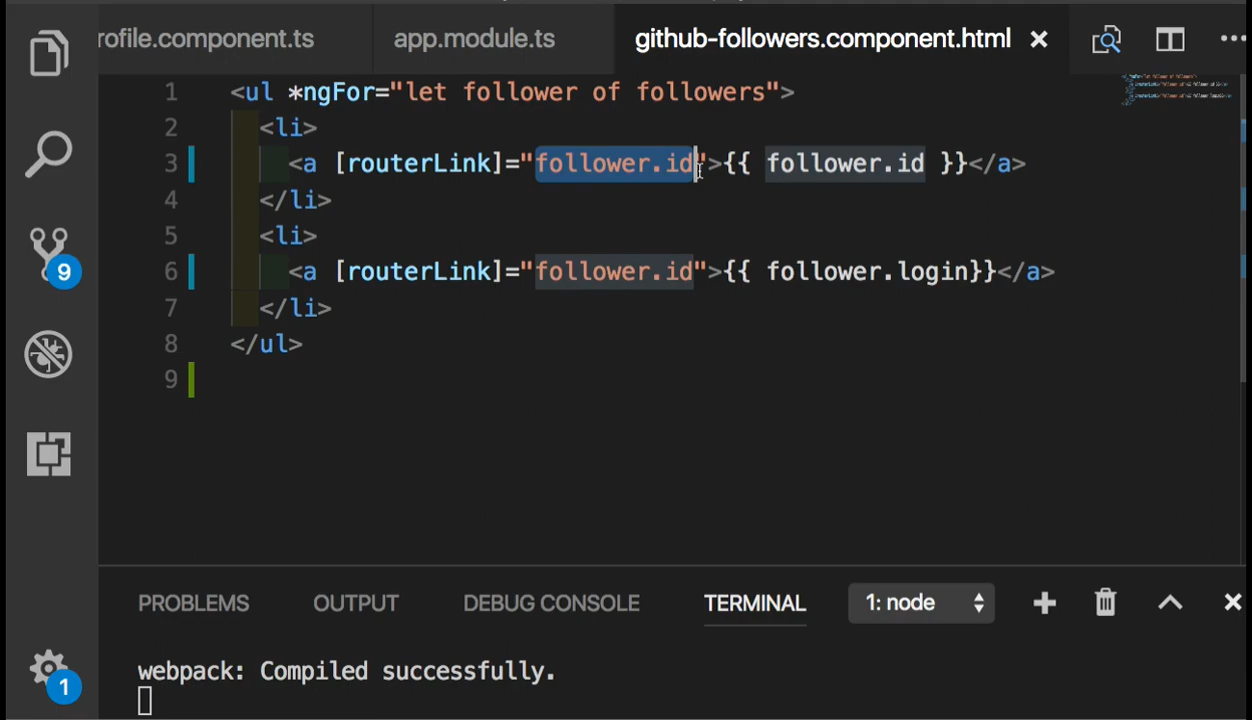 rofile.component.ts app.module.ts github-followers.component.html
1 <ul *ngFor="let follower of followers">
2 <li>
3 <a [routerLink]="follower.id">{{ follower.id }}</a>
4 </li>
5 <li>
6 <a [routerLink]="follower.id">{{ follower.login}}</a>
7 </li>
8 </ul>
9
9
PROBLEMS OUTPUT DEBUG CONSOLE TERMINAL 1: node
webpack: Compiled successfully.
1